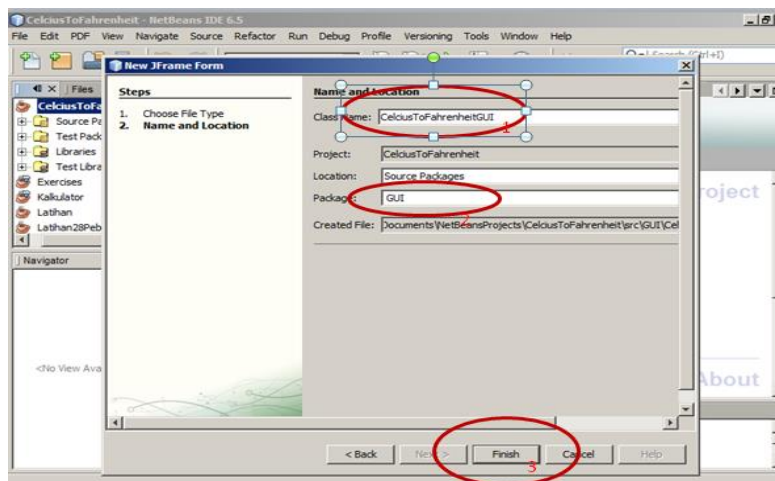 CelciusToFahrenheit - NetBeans IDE 6.5
File Edit PDF View Navigate Source Refactor Run Debug Profile Versioning Tools Window Help
New JFrame Form
Files
CelciusToFa
Source Pa
Test Pack
Libraries
Test Libra
Exercises
Kalkulator
Latihan
Latihan28Peb
Navigator
<No View Ava
Steps
1. Choose File Type
2. Name and Location
Name and Location
Class Name: CelciusToFahrenheitGUI
1
Project: CelciusToFahrenheit
Location: Source Packages
Package: GUI
2
Created File: Documents\NetBeansProjects\CelciusToFahrenheit\src\GUI\Cel
< Back Next > Finish Cancel Help
3
roject
About